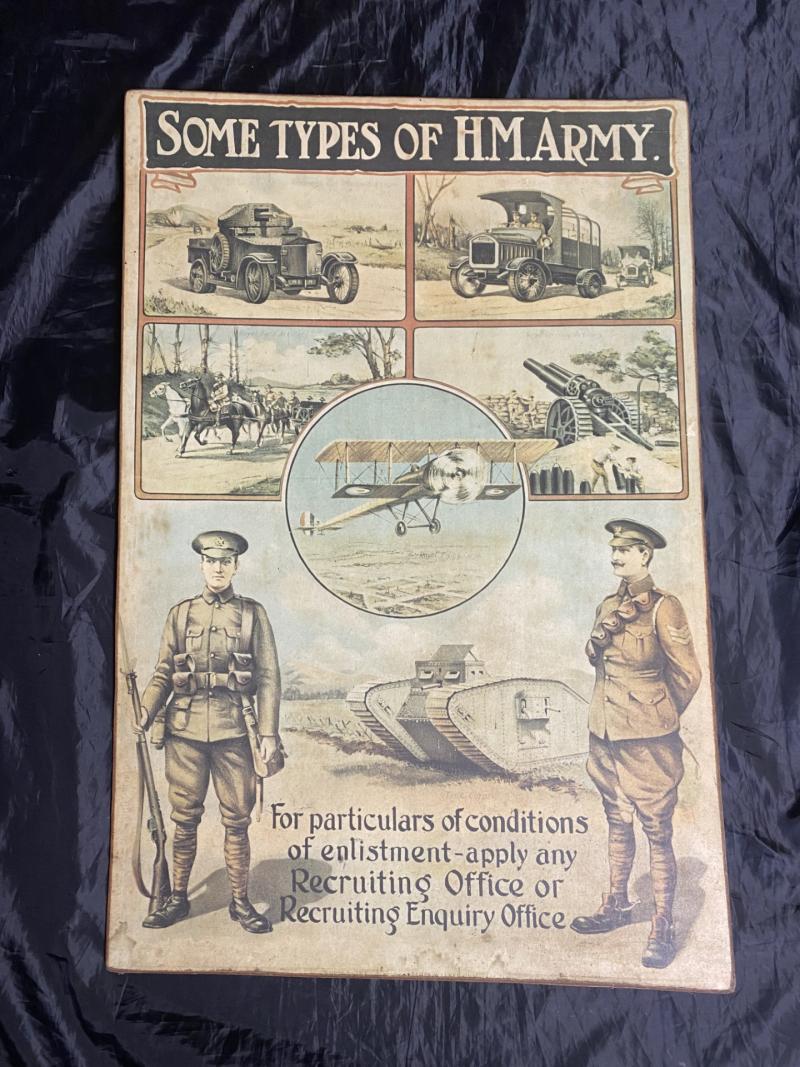 SOME TYPES OF H.M. ARMY.
For particulars of conditions
of enlistment-apply any
Recruiting Office or
Recruiting Enquiry Office